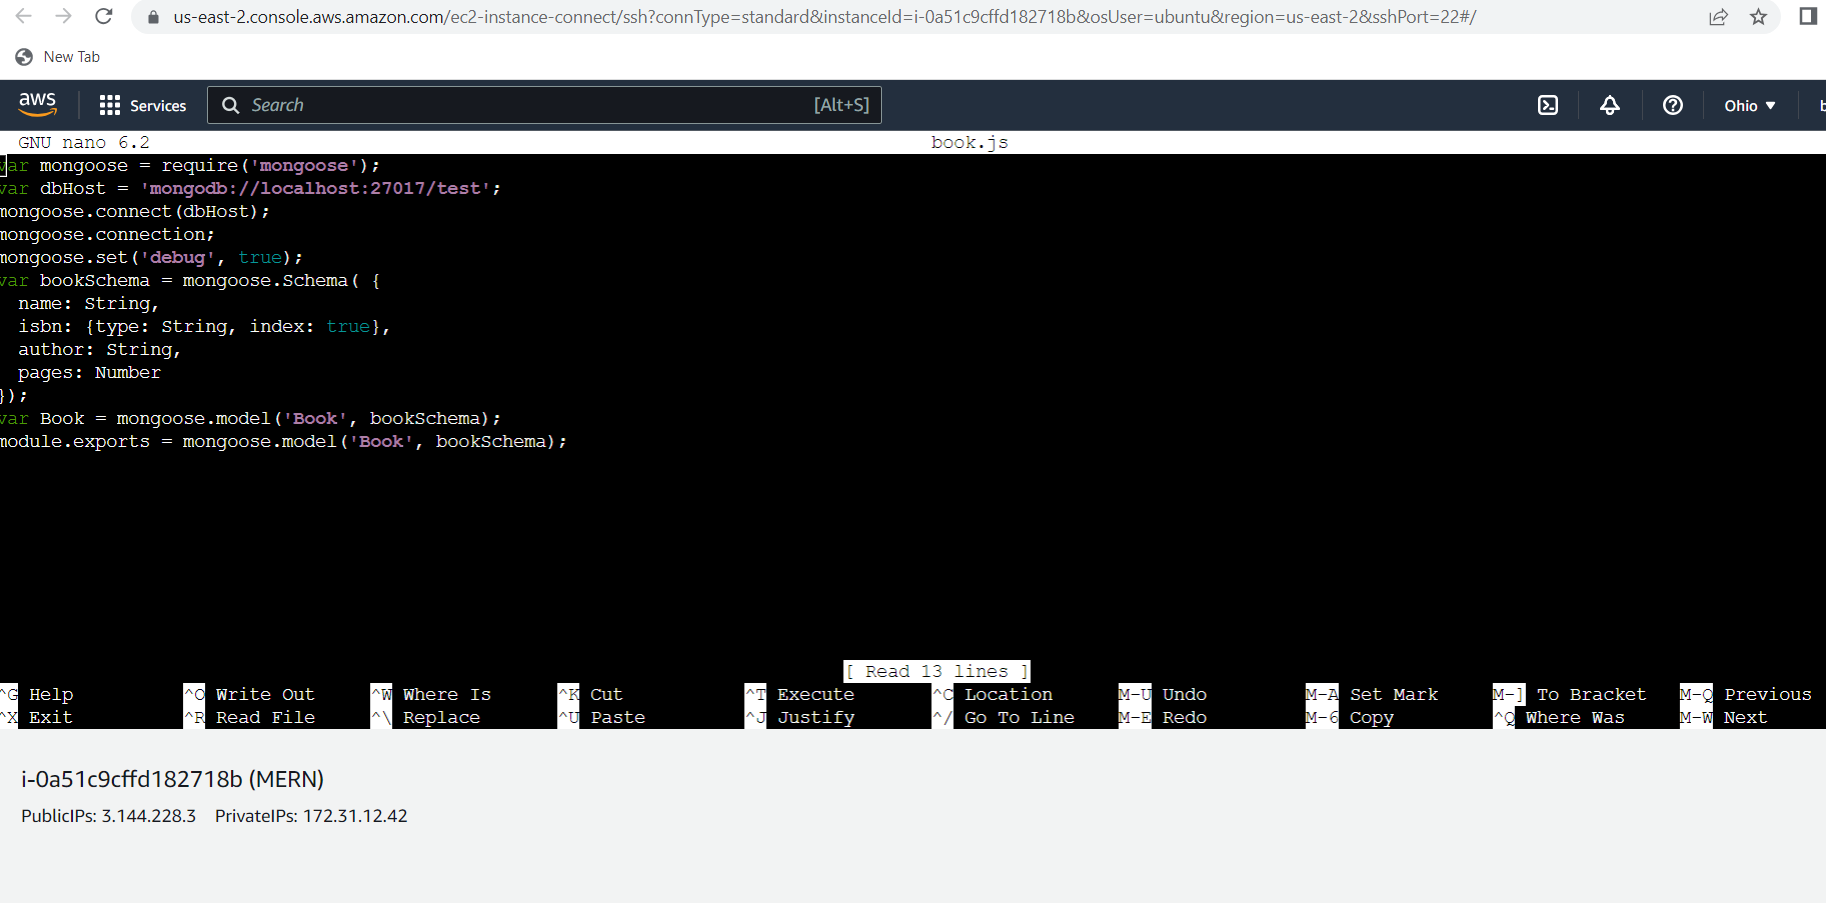 us-east-2.console.aws.amazon.com/ec2-instance-connect/ssh?connType=standard&instanceId=i-0a51c9cffd182718b&osUser=ubuntu&region=us-east-2&sshPort=22#/
New Tab
aws Services Search [Alt+S] Ohio
GNU nano 6.2 book.js
var mongoose = require('mongoose');
var dbHost = 'mongodb://localhost:27017/test';
mongoose.connect(dbHost);
mongoose.connection;
mongoose.set('debug', true);
var bookSchema = mongoose.Schema( {
  name: String,
  isbn: {type: String, index: true},
  author: String,
  pages: Number
});
var Book = mongoose.model('Book', bookSchema);
module.exports = mongoose.model('Book', bookSchema);
[ Read 13 lines ]
^G Help ^O Write Out ^W Where Is ^K Cut ^T Execute ^C Location M-U Undo M-A Set Mark M-] To Bracket M-Q Previous
^X Exit ^R Read File ^\ Replace ^U Paste ^J Justify ^/ Go To Line M-E Redo M-6 Copy ^Q Where Was M-W Next
i-0a51c9cffd182718b (MERN)
PublicIPs: 3.144.228.3 PrivateIPs: 172.31.12.42